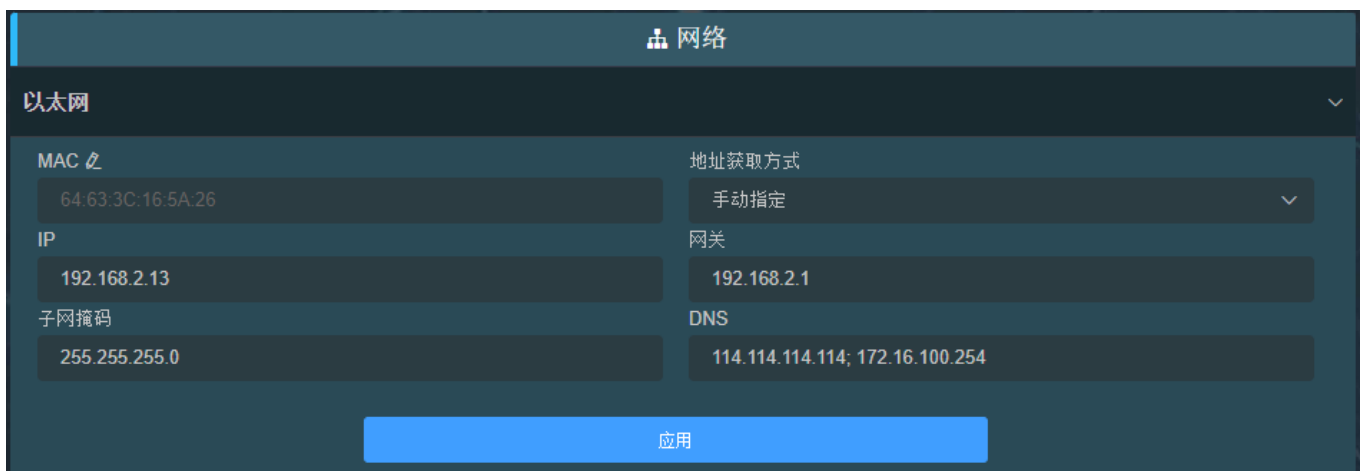 网络
以太网
MAC
地址获取方式
64:63:3C:16:5A:26
手动指定
IP
网关
192.168.2.13
192.168.2.1
子网掩码
DNS
255.255.255.0
114.114.114.114; 172.16.100.254
应用